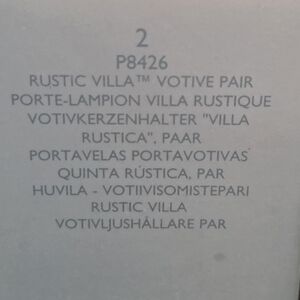 2
P8426
RUSTIC VILLA™ VOTIVE PAIR
PORTE-LAMPION VILLA RUSTIQUE
VOTIVKERZENHALTER "VILLA
RUSTICA", PAAR
PORTAVELAS PORTAVOTIVAS
QUINTA RÚSTICA, PAR
HUVILA - VOTIIVISOMISTEPARI
RUSTIC VILLA
VOTIVLJUSHÅLLARE PAR